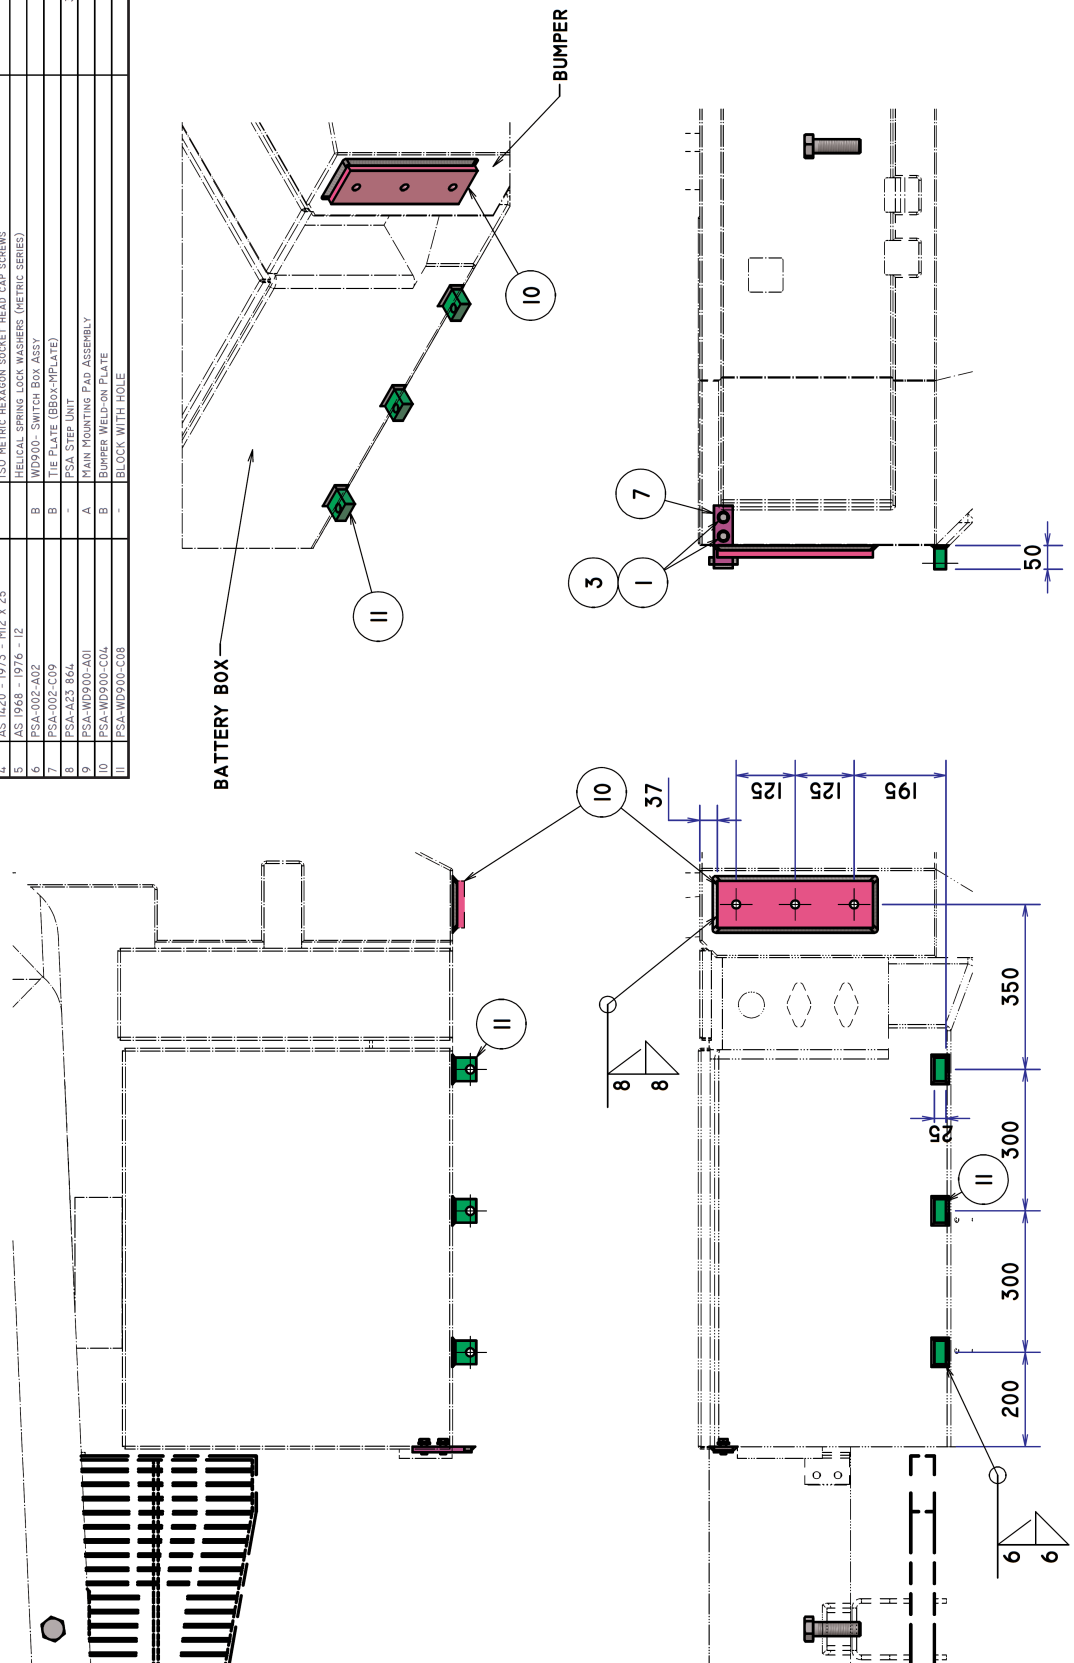 4 AS 1420 - 1973 - M12 X 25 ISO METRIC HEXAGON SOCKET HEAD CAP SCREWS
5 AS 1968 - 1976 - 12 HELICAL SPRING LOCK WASHERS (METRIC SERIES)
6 PSA-002-A02 B WD900- SWITCH BOX ASSY
7 PSA-002-C09 B TIE PLATE (BBOX-MPLATE)
8 PSA-A23 864 - PSA STEP UNIT
9 PSA-WD900-A01 A MAIN MOUNTING PAD ASSEMBLY
10 PSA-WD900-C04 B BUMPER WELD-ON PLATE
11 PSA-WD900-C08 - BLOCK WITH HOLE
BATTERY BOX
BUMPER
11
10
3
1
7
50
10
11
37
125
125
195
8
8
350
300
25
11
300
200
6
6